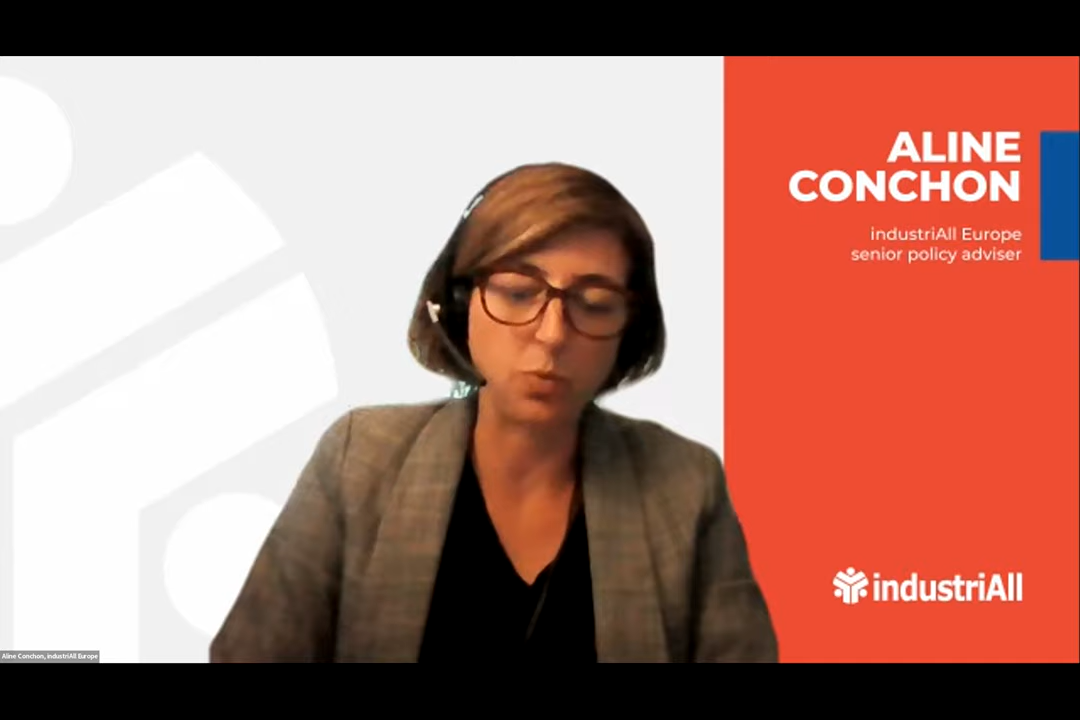 ALINE
CONCHON
industriAll Europe
senior policy adviser
industriAll
Aline Conchon, industriAll Europe